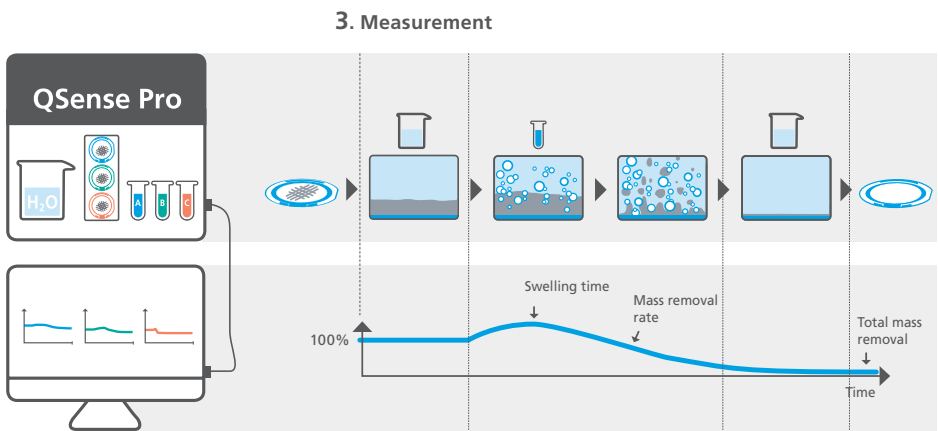 3. Measurement
QSense Pro
H₂O
A
B
C
Swelling time
Mass removal
rate
100%
Total mass
removal
Time